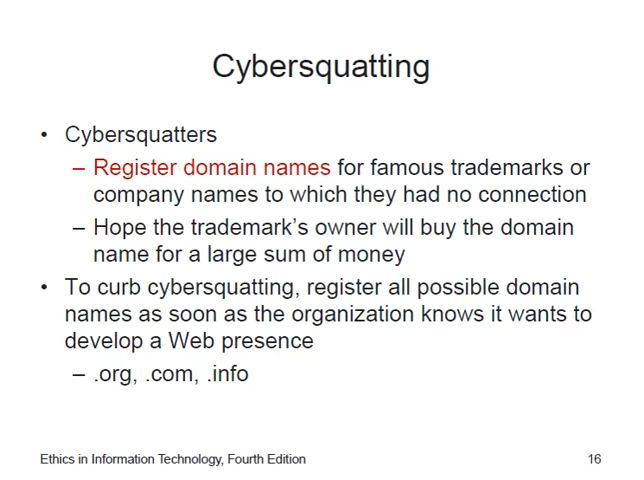 Cybersquatting
• Cybersquatters
– Register domain names for famous trademarks or
company names to which they had no connection
– Hope the trademark's owner will buy the domain
name for a large sum of money
• To curb cybersquatting, register all possible domain
names as soon as the organization knows it wants to
develop a Web presence
– .org, .com, .info
Ethics in Information Technology, Fourth Edition 16